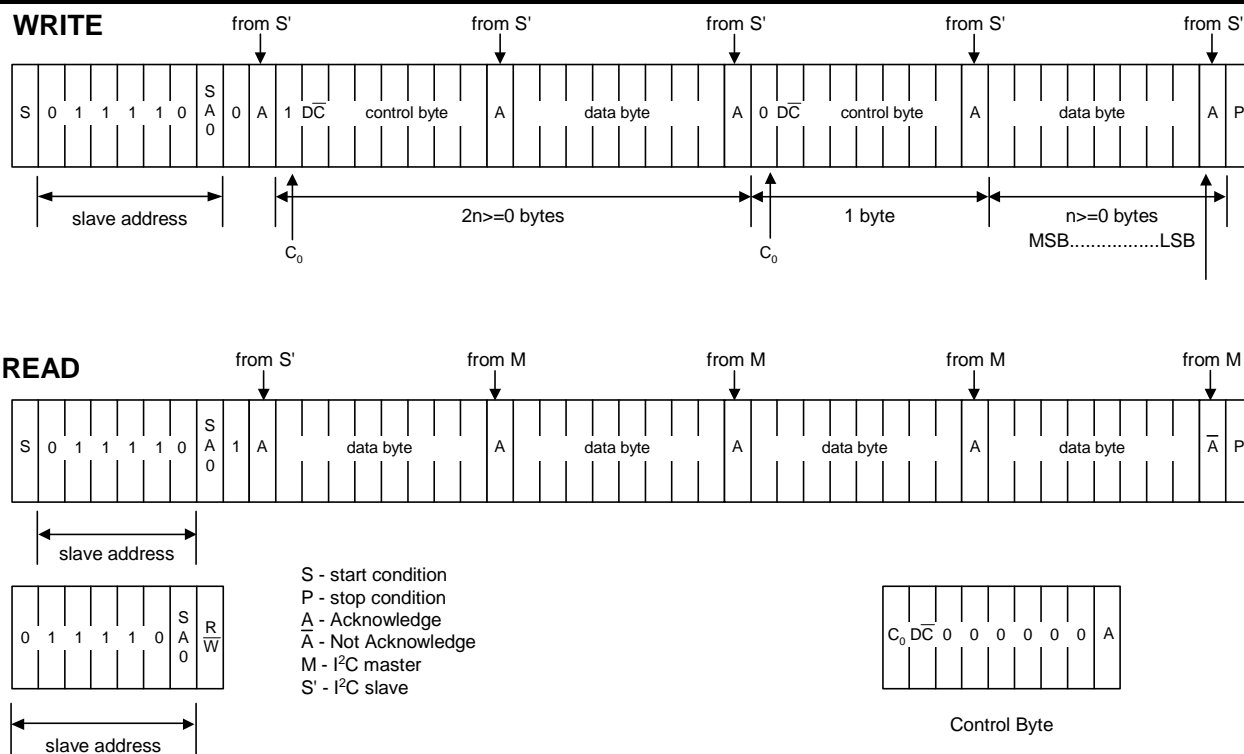 WRITE
from S' from S' from S' from S' from S'
S 0 1 1 1 1 0 SA0 0 A 1 DC̅ control byte A data byte A 0 DC̅ control byte A data byte A P
slave address 2n>=0 bytes 1 byte n>=0 bytes
MSB.................LSB
C₀ C₀
READ
from S' from M from M from M from M
S 0 1 1 1 1 0 SA0 1 A data byte A data byte A data byte A data byte A̅ P
slave address
0 1 1 1 1 0 SA0 R/W̅
slave address
S - start condition
P - stop condition
A - Acknowledge
A̅ - Not Acknowledge
M - I²C master
S' - I²C slave
C₀ DC̅ 0 0 0 0 0 0 A
Control Byte